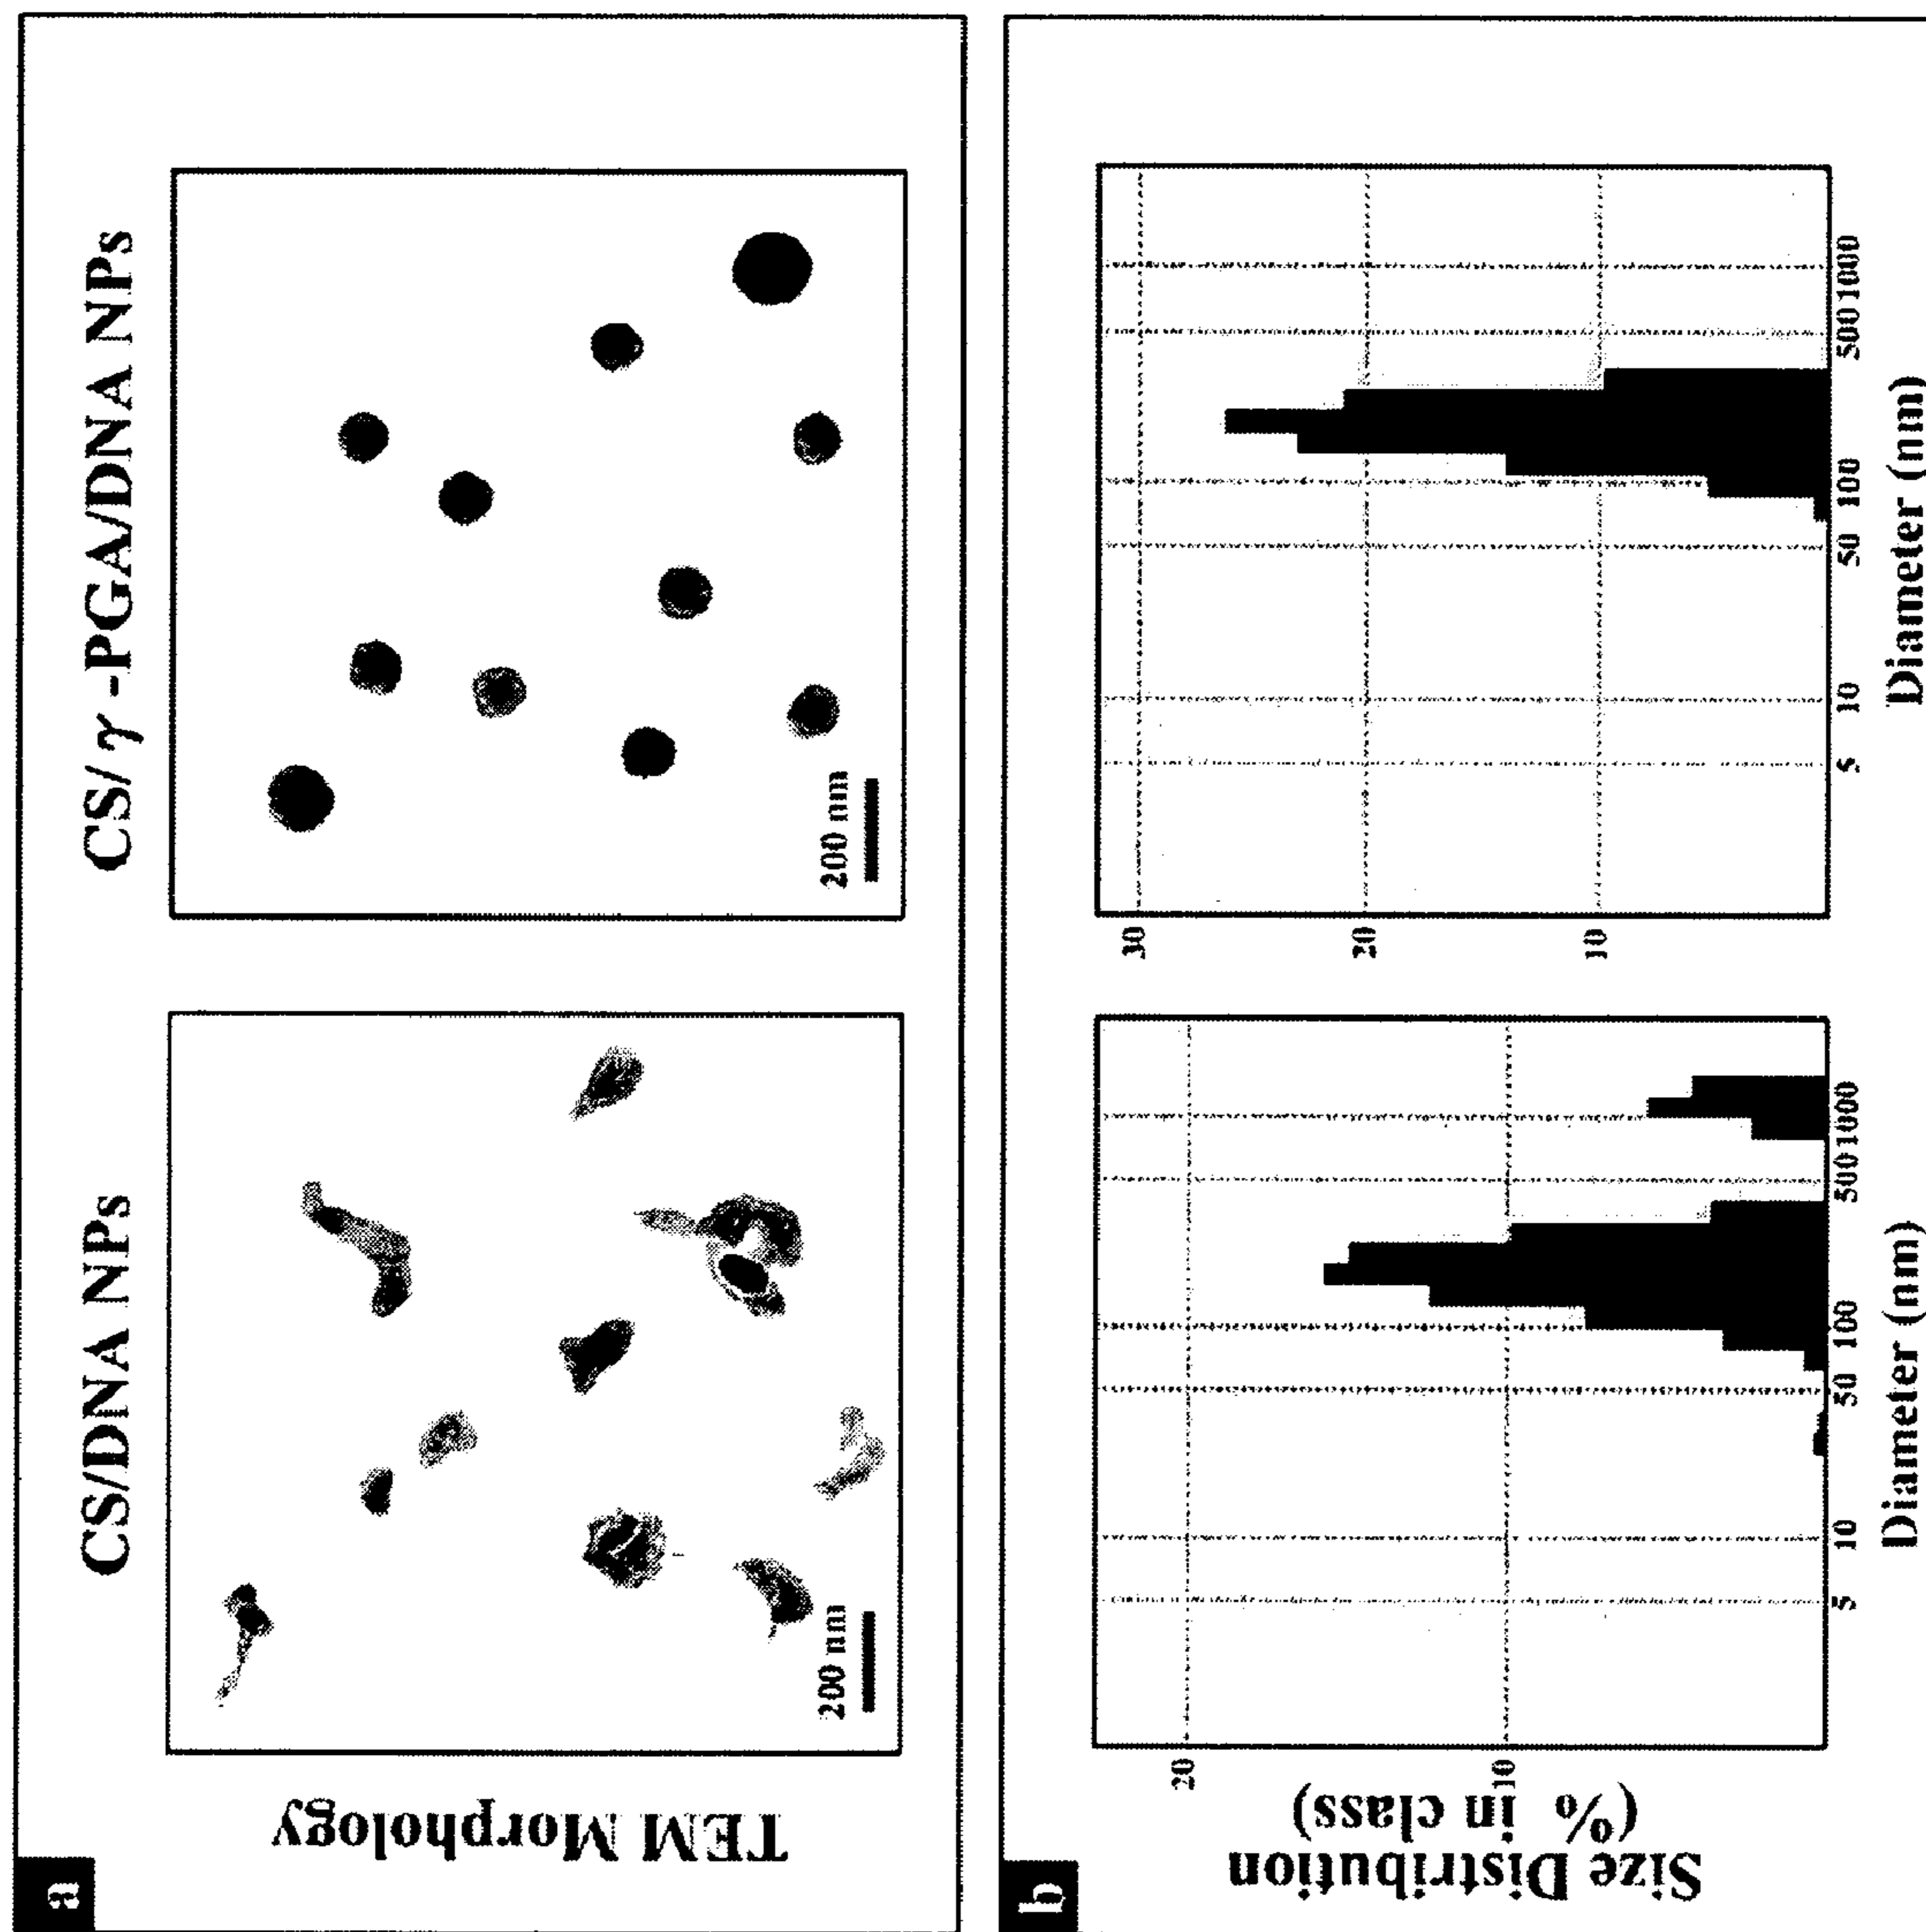 a
CS/DNA NPs
CS/γ-PGA/DNA NPs
TEM Morphology
200 nm
200 nm
b
Size Distribution
(% in class)
20
10
5 10 50 100 500 1000
Diameter (nm)
30
20
10
5 10 50 100 500 1000
Diameter (nm)